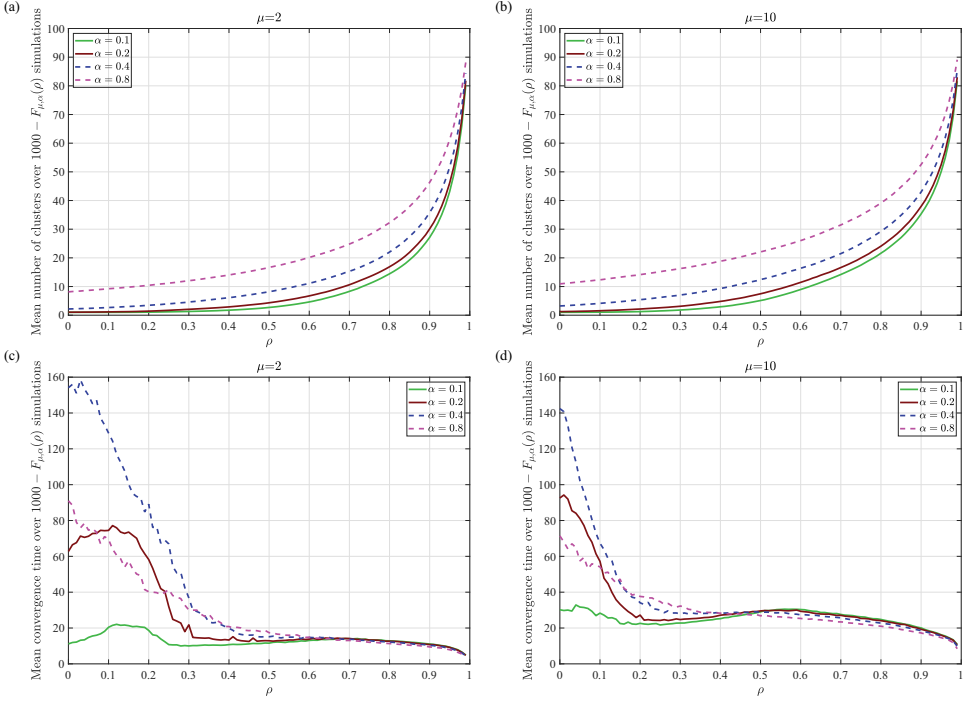 (a)
μ=2
Mean number of clusters over 1000 − F_{μ,α}(ρ) simulations
100
90
80
70
60
50
40
30
20
10
0
α = 0.1
α = 0.2
α = 0.4
α = 0.8
0 0.1 0.2 0.3 0.4 0.5 0.6 0.7 0.8 0.9 1
ρ
(b)
μ=10
Mean number of clusters over 1000 − F_{μ,α}(ρ) simulations
100
90
80
70
60
50
40
30
20
10
0
α = 0.1
α = 0.2
α = 0.4
α = 0.8
0 0.1 0.2 0.3 0.4 0.5 0.6 0.7 0.8 0.9 1
ρ
(c)
μ=2
Mean convergence time over 1000 − F_{μ,α}(ρ) simulations
160
140
120
100
80
60
40
20
0
α = 0.1
α = 0.2
α = 0.4
α = 0.8
0 0.1 0.2 0.3 0.4 0.5 0.6 0.7 0.8 0.9 1
ρ
(d)
μ=10
Mean convergence time over 1000 − F_{μ,α}(ρ) simulations
160
140
120
100
80
60
40
20
0
α = 0.1
α = 0.2
α = 0.4
α = 0.8
0 0.1 0.2 0.3 0.4 0.5 0.6 0.7 0.8 0.9 1
ρ